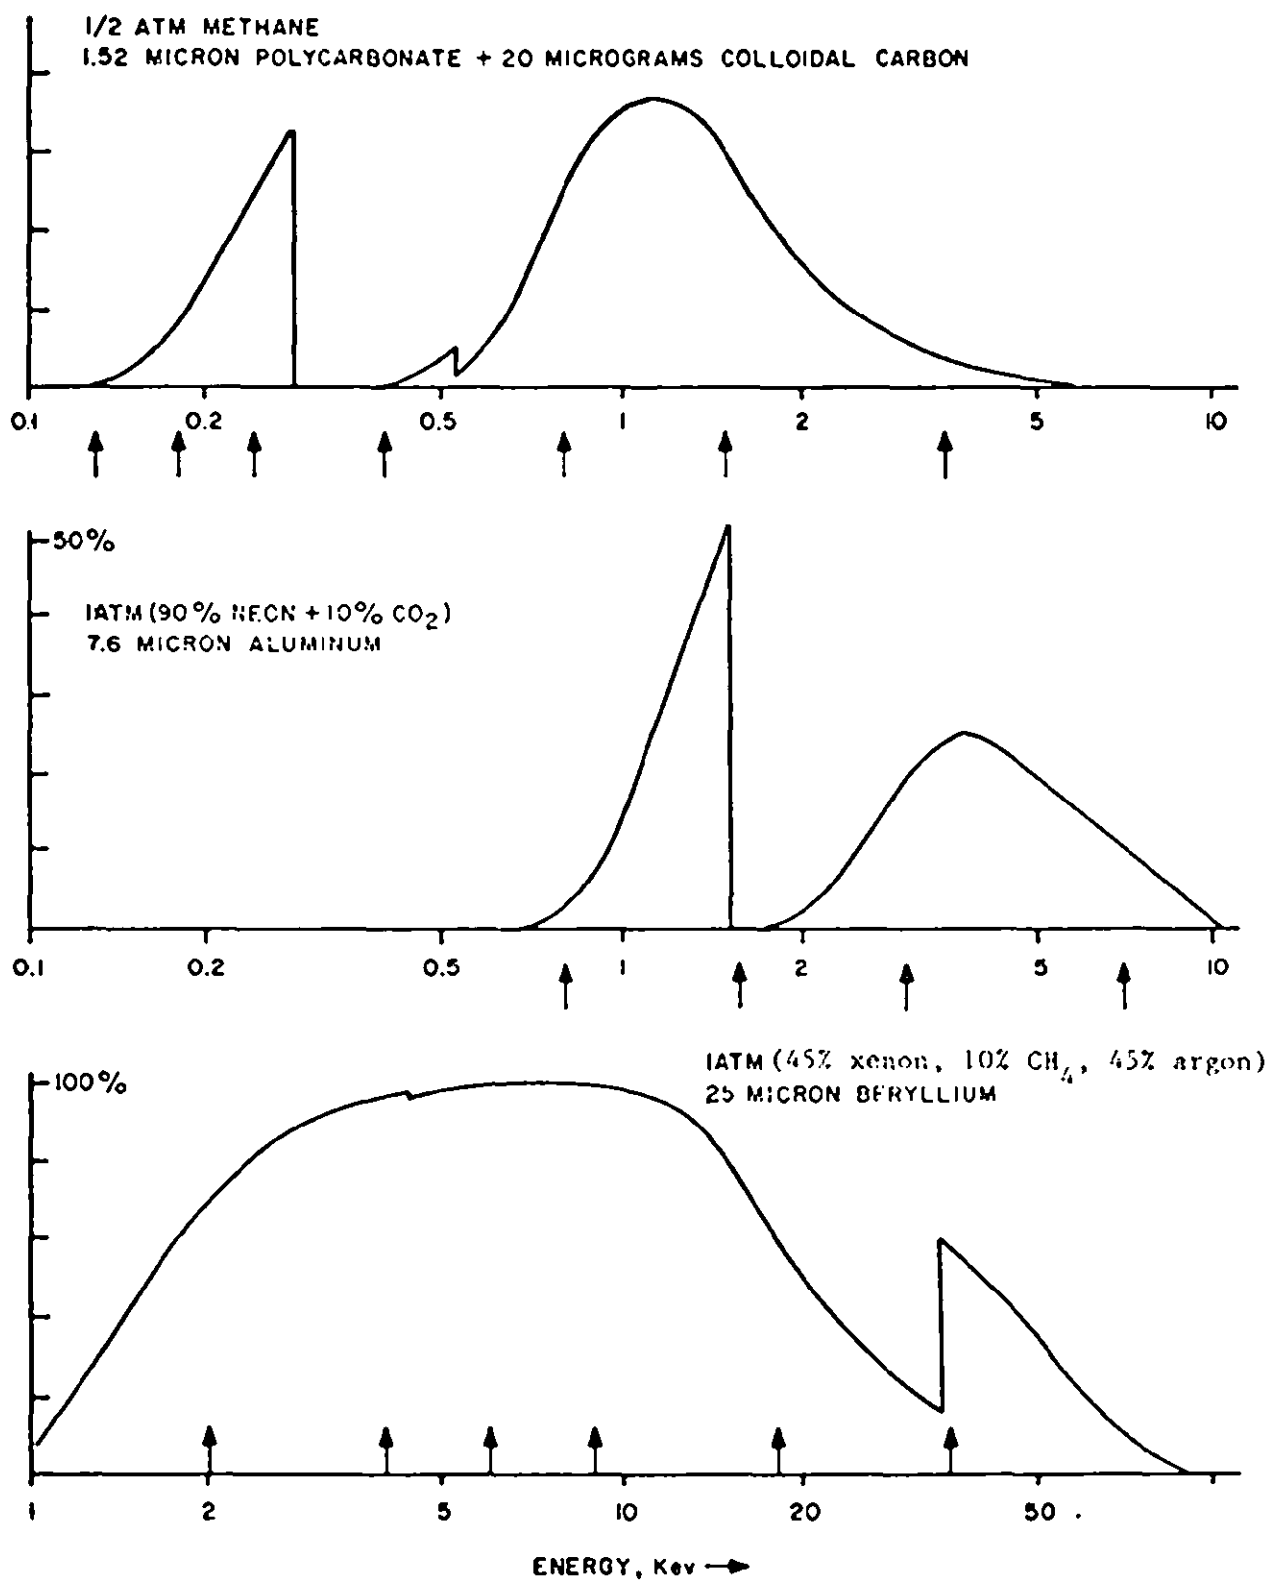 1/2 ATM METHANE
1.52 MICRON POLYCARBONATE + 20 MICROGRAMS COLLOIDAL CARBON
0.1 0.2 0.5 1 2 5 10
50%
1ATM (90% NEON + 10% CO2)
7.6 MICRON ALUMINUM
0.1 0.2 0.5 1 2 5 10
1ATM (45% xenon, 10% CH4, 45% argon)
100%
25 MICRON BERYLLIUM
1 2 5 10 20 50
ENERGY, Kev